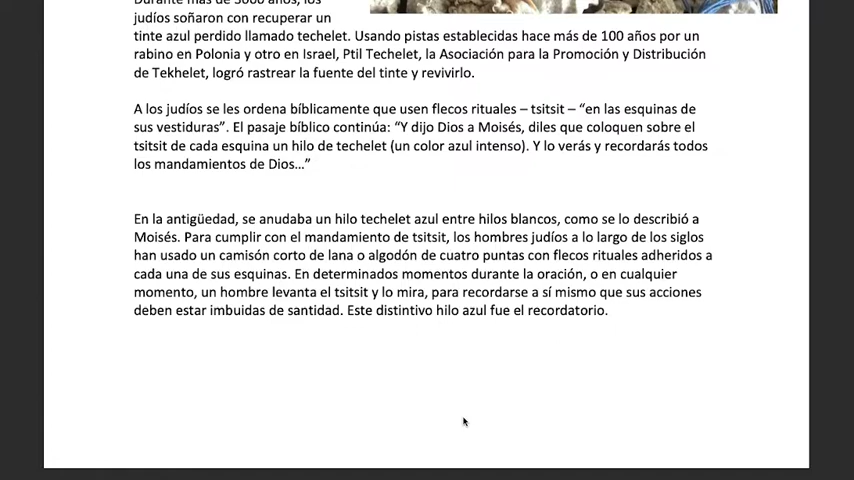 Durante más de 3000 años, los
judíos soñaron con recuperar un
tinte azul perdido llamado techelet. Usando pistas establecidas hace más de 100 años por un
rabino en Polonia y otro en Israel, Ptil Techelet, la Asociación para la Promoción y Distribución
de Tekhelet, logró rastrear la fuente del tinte y revivirlo.
A los judíos se les ordena bíblicamente que usen flecos rituales – tsitsit – “en las esquinas de
sus vestiduras”. El pasaje bíblico continúa: “Y dijo Dios a Moisés, diles que coloquen sobre el
tsitsit de cada esquina un hilo de techelet (un color azul intenso). Y lo verás y recordarás todos
los mandamientos de Dios…”
En la antigüedad, se anudaba un hilo techelet azul entre hilos blancos, como se lo describió a
Moisés. Para cumplir con el mandamiento de tsitsit, los hombres judíos a lo largo de los siglos
han usado un camisón corto de lana o algodón de cuatro puntas con flecos rituales adheridos a
cada una de sus esquinas. En determinados momentos durante la oración, o en cualquier
momento, un hombre levanta el tsitsit y lo mira, para recordarse a sí mismo que sus acciones
deben estar imbuidas de santidad. Este distintivo hilo azul fue el recordatorio.